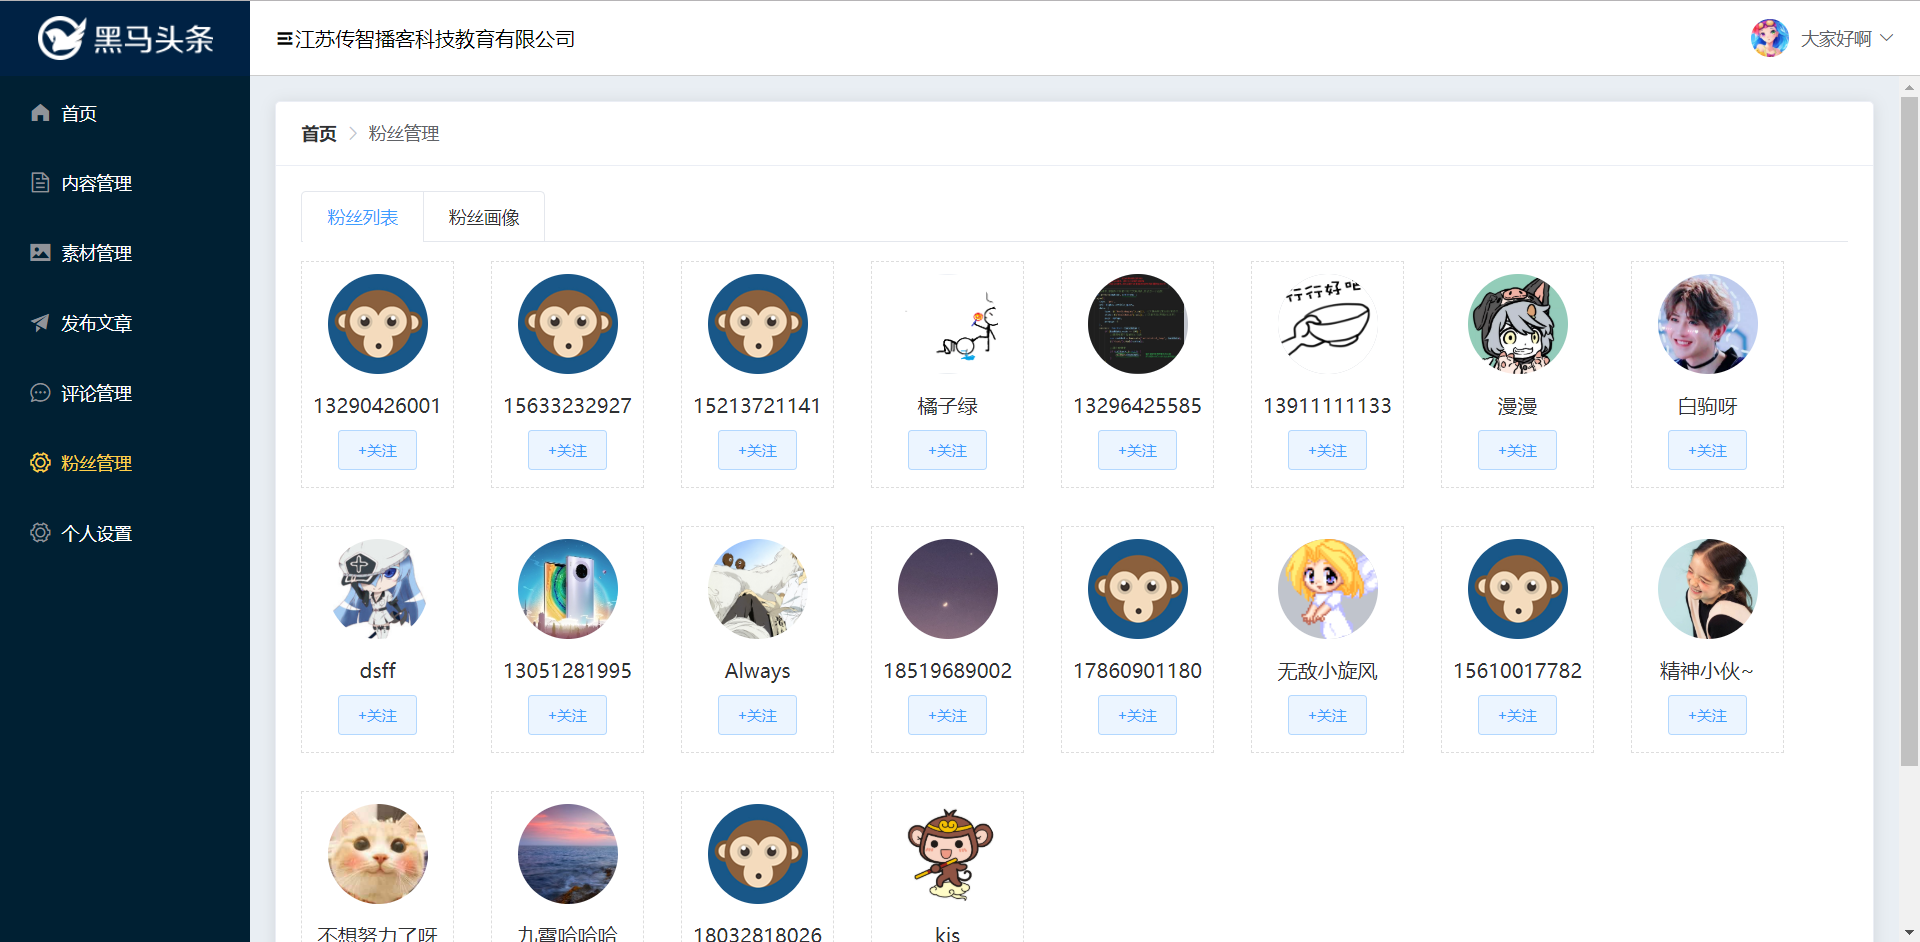 黑马头条
江苏传智播客科技教育有限公司
大家好啊
首页
内容管理
素材管理
发布文章
评论管理
粉丝管理
个人设置
首页 > 粉丝管理
粉丝列表 粉丝画像
行行好吧
13290426001 15633232927 15213721141 橘子绿 13296425585 13911111133 漫漫 白驹呀
+关注 +关注 +关注 +关注 +关注 +关注 +关注 +关注
dsff 13051281995 Always 18519689002 17860901180 无敌小旋风 15610017782 精神小伙~
+关注 +关注 +关注 +关注 +关注 +关注 +关注 +关注
不想努力了呀 九霄哈哈哈 18032818026 kis